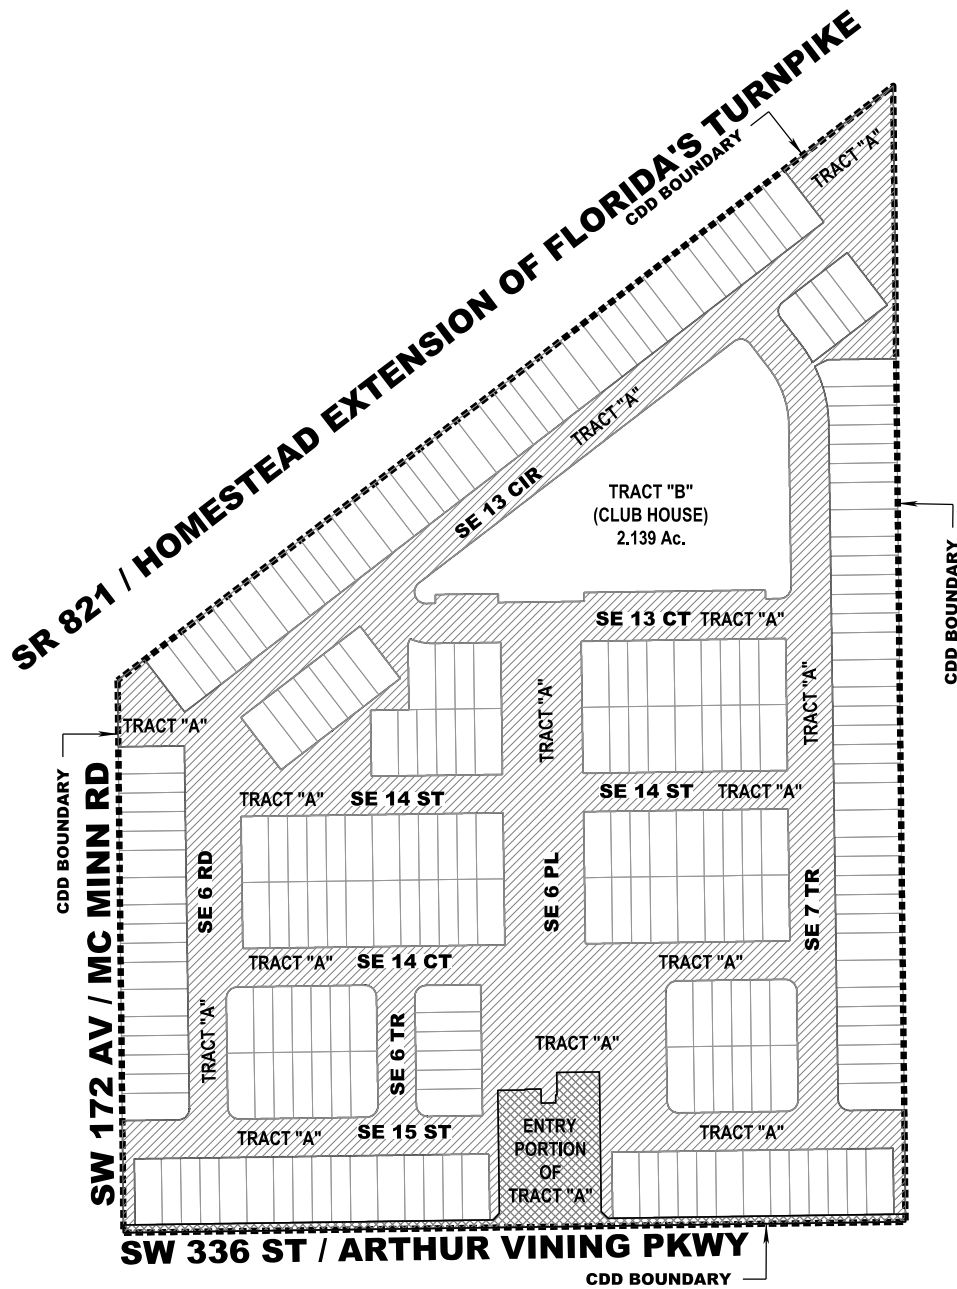 SR 821 / HOMESTEAD EXTENSION OF FLORIDA'S TURNPIKE
CDD BOUNDARY
TRACT "A"
TRACT "A"
SE 13 CIR
TRACT "B"
(CLUB HOUSE)
2.139 Ac.
CDD BOUNDARY
SE 13 CT TRACT "A"
TRACT "A"
TRACT "A"
TRACT "A"
CDD BOUNDARY
SW 172 AV / MC MINN RD
TRACT "A" SE 14 ST
SE 14 ST TRACT "A"
SE 6 RD
SE 6 PL
SE 7 TR
TRACT "A" SE 14 CT
TRACT "A"
TRACT "A"
SE 6 TR
TRACT "A"
TRACT "A" SE 15 ST
ENTRY
PORTION
OF
TRACT "A"
TRACT "A"
SW 336 ST / ARTHUR VINING PKWY
CDD BOUNDARY